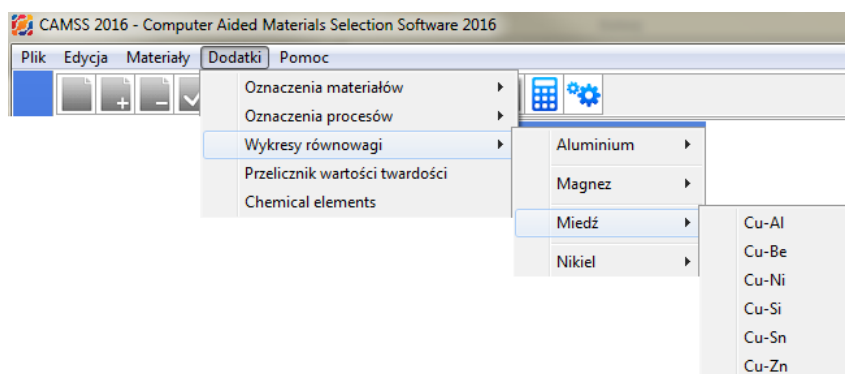 CAMSS 2016 - Computer Aided Materials Selection Software 2016
Plik Edycja Materiały Dodatki Pomoc
Oznaczenia materiałów
Oznaczenia procesów
Wykresy równowagi
Przelicznik wartości twardości
Chemical elements
Aluminium
Magnez
Miedź
Nikiel
Cu-Al
Cu-Be
Cu-Ni
Cu-Si
Cu-Sn
Cu-Zn